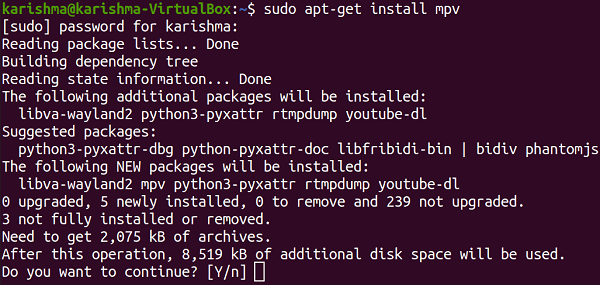 karishma@karishma-VirtualBox:~$ sudo apt-get install mpv
[sudo] password for karishma:
Reading package lists... Done
Building dependency tree
Reading state information... Done
The following additional packages will be installed:
  libva-wayland2 python3-pyxattr rtmpdump youtube-dl
Suggested packages:
  python3-pyxattr-dbg python-pyxattr-doc libfribidi-bin | bidiv phantomjs
The following NEW packages will be installed:
  libva-wayland2 mpv python3-pyxattr rtmpdump youtube-dl
0 upgraded, 5 newly installed, 0 to remove and 239 not upgraded.
3 not fully installed or removed.
Need to get 2,075 kB of archives.
After this operation, 8,519 kB of additional disk space will be used.
Do you want to continue? [Y/n]